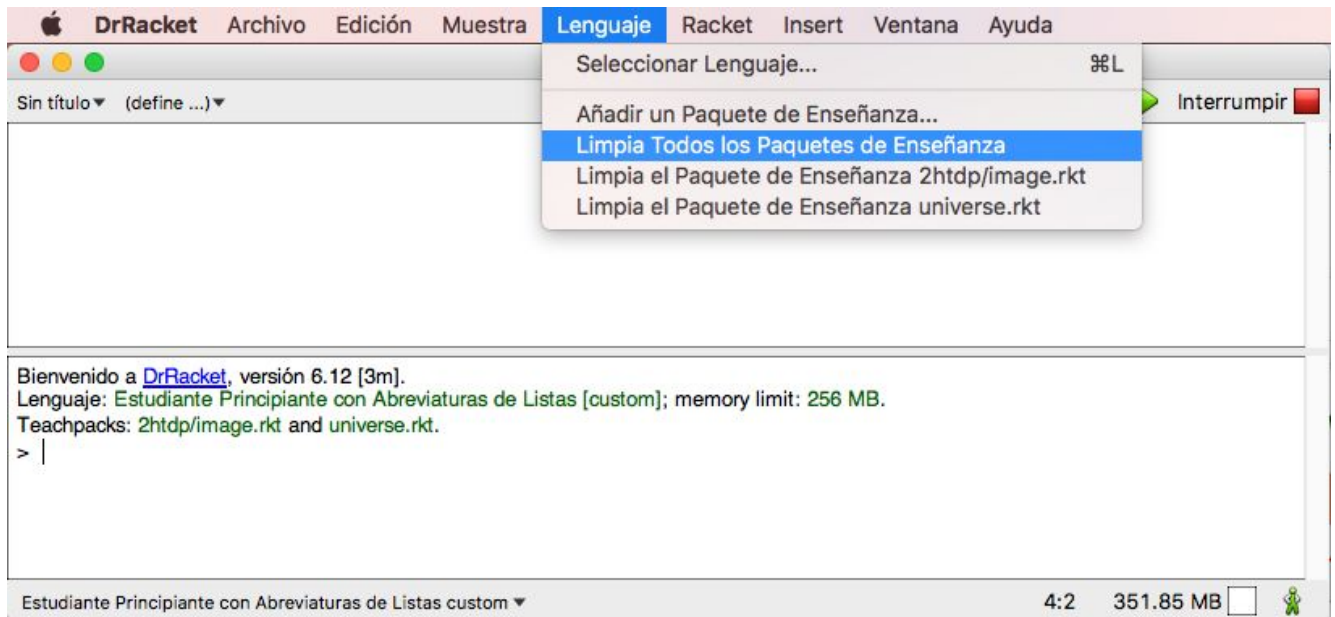 DrRacket Archivo Edición Muestra Lenguaje Racket Insert Ventana Ayuda
Seleccionar Lenguaje... ⌘L
Sin título▼ (define ...)▼ Interrumpir
Añadir un Paquete de Enseñanza...
Limpia Todos los Paquetes de Enseñanza
Limpia el Paquete de Enseñanza 2htdp/image.rkt
Limpia el Paquete de Enseñanza universe.rkt
Bienvenido a DrRacket, versión 6.12 [3m].
Lenguaje: Estudiante Principiante con Abreviaturas de Listas [custom]; memory limit: 256 MB.
Teachpacks: 2htdp/image.rkt and universe.rkt.
>
Estudiante Principiante con Abreviaturas de Listas custom ▼ 4:2 351.85 MB